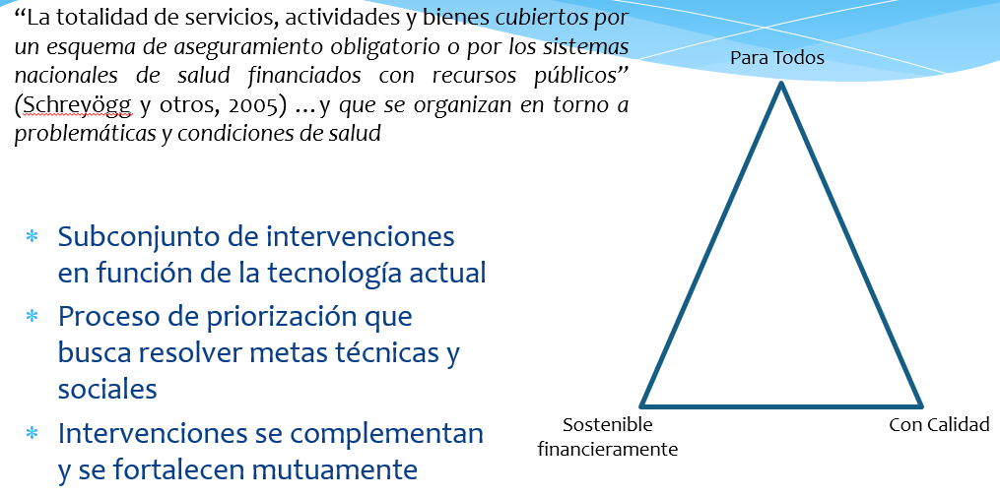 “La totalidad de servicios, actividades y bienes cubiertos por
un esquema de aseguramiento obligatorio o por los sistemas
nacionales de salud financiados con recursos públicos”
(Schreyögg y otros, 2005) …y que se organizan en torno a
problemáticas y condiciones de salud
Para Todos
* Subconjunto de intervenciones
en función de la tecnología actual
* Proceso de priorización que
busca resolver metas técnicas y
sociales
* Intervenciones se complementan
y se fortalecen mutuamente
Sostenible
financieramente
Con Calidad